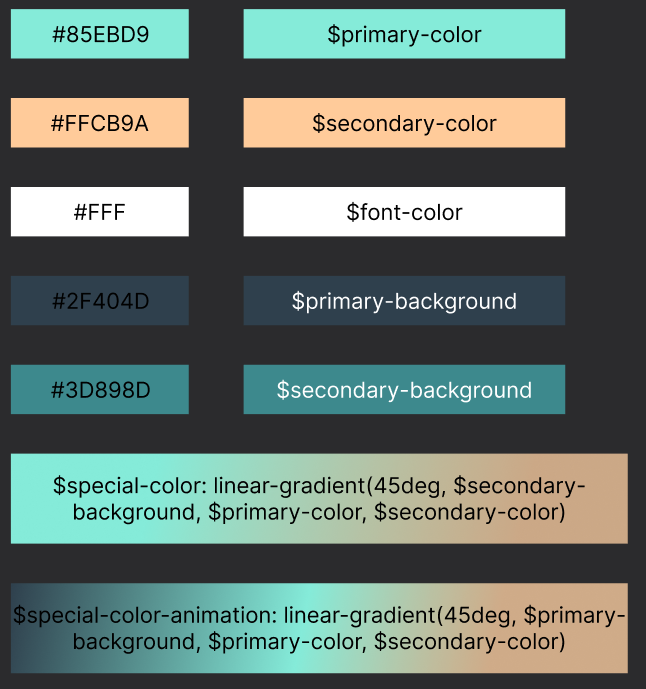 #85EBD9 $primary-color
#FFCB9A $secondary-color
#FFF $font-color
#2F404D $primary-background
#3D898D $secondary-background
$special-color: linear-gradient(45deg, $secondary-
background, $primary-color, $secondary-color)
$special-color-animation: linear-gradient(45deg, $primary-
background, $primary-color, $secondary-color)